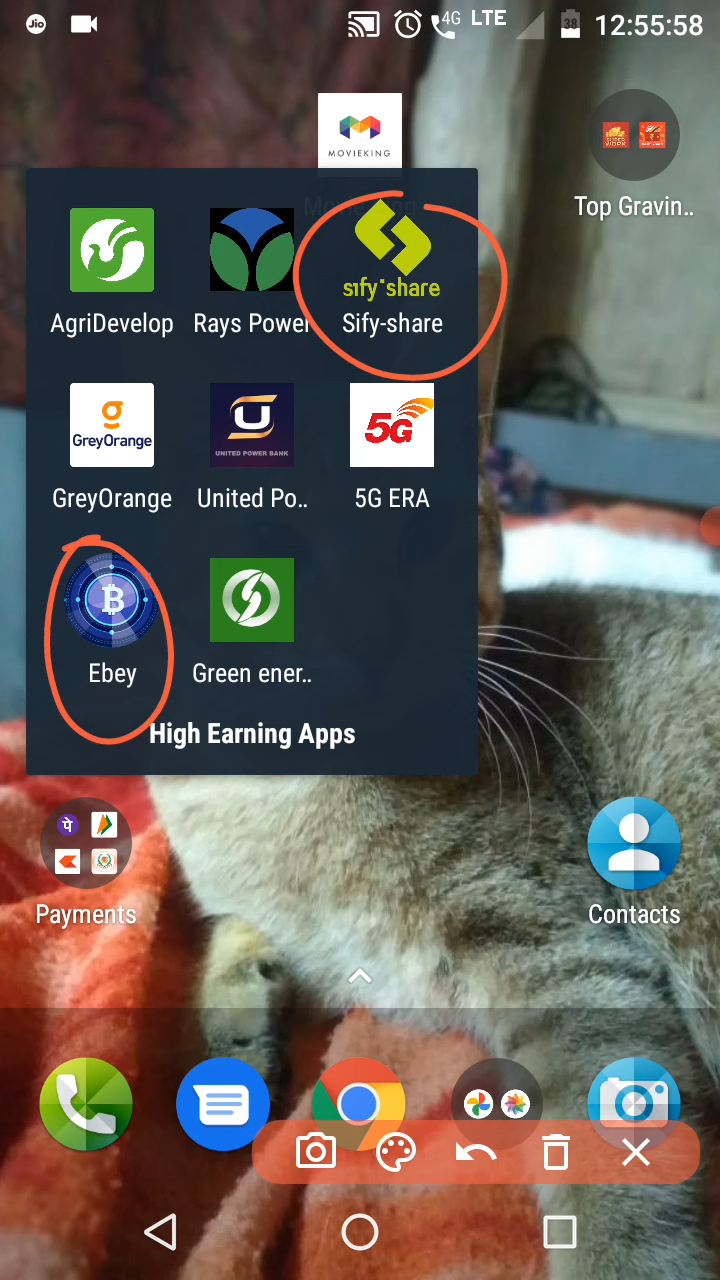 Jio 4G LTE 38 12:55:58
MOVIEKING
Top Gravin..
sify share
AgriDevelop Rays Power Sify-share
GreyOrange UNITED POWER BANK 5G
GreyOrange United Po.. 5G ERA
Ebey Green ener..
High Earning Apps
Payments Contacts